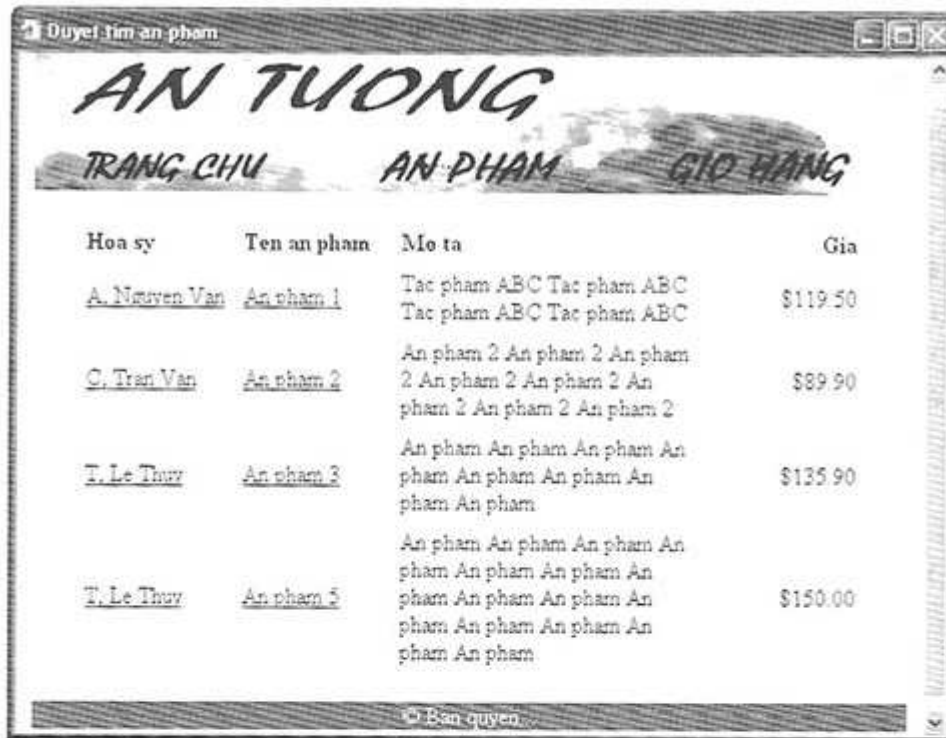 Duyet tim an pham
AN TUONG
TRANG CHU AN PHAM GIO HANG
Hoa sy Ten an pham Mo ta Gia
A, Nguyen Van An pham 1 Tac pham ABC Tac pham ABC $119.50
Tac pham ABC Tac pham ABC
An pham 2 An pham 2 An pham
C, Tran Van An pham 2 2 An pham 2 An pham 2 An $89.90
pham 2 An pham 2 An pham 2
An pham An pham An pham An
T, Le Thuy An pham 3 pham An pham An pham An $135.90
pham An pham
An pham An pham An pham An
pham An pham An pham An
T, Le Thuy An pham 5 pham An pham An pham An $150.00
pham An pham An pham An
pham An pham
© Ban quyen...